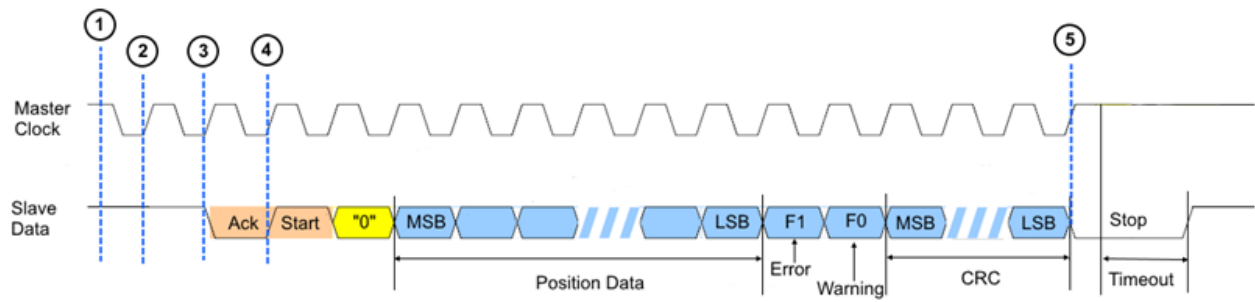 1 2 3 4 5
Master
Clock
Slave
Data
Ack Start "0" MSB LSB F1 F0 MSB LSB Stop
Position Data Error Warning CRC Timeout